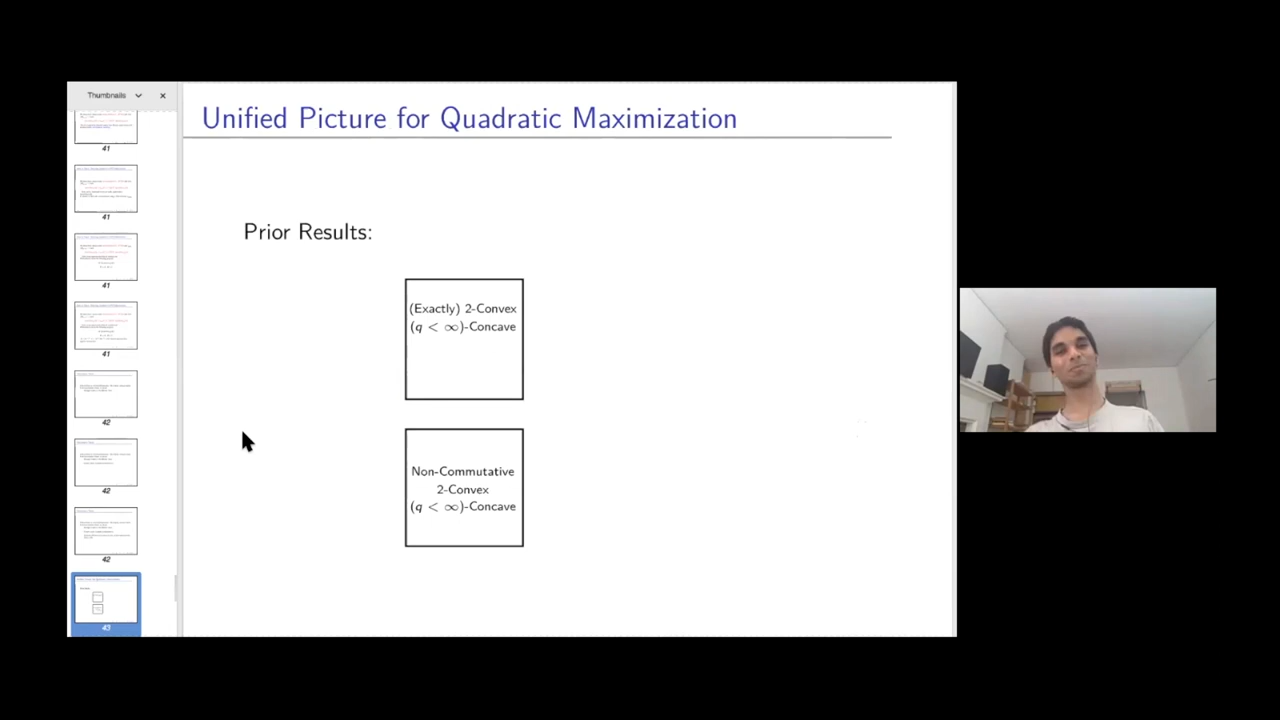 Thumbnails
Unified Picture for Quadratic Maximization
41
41
41
41
42
42
42
43
Prior Results:
(Exactly) 2-Convex
(q < ∞)-Concave
Non-Commutative
2-Convex
(q < ∞)-Concave